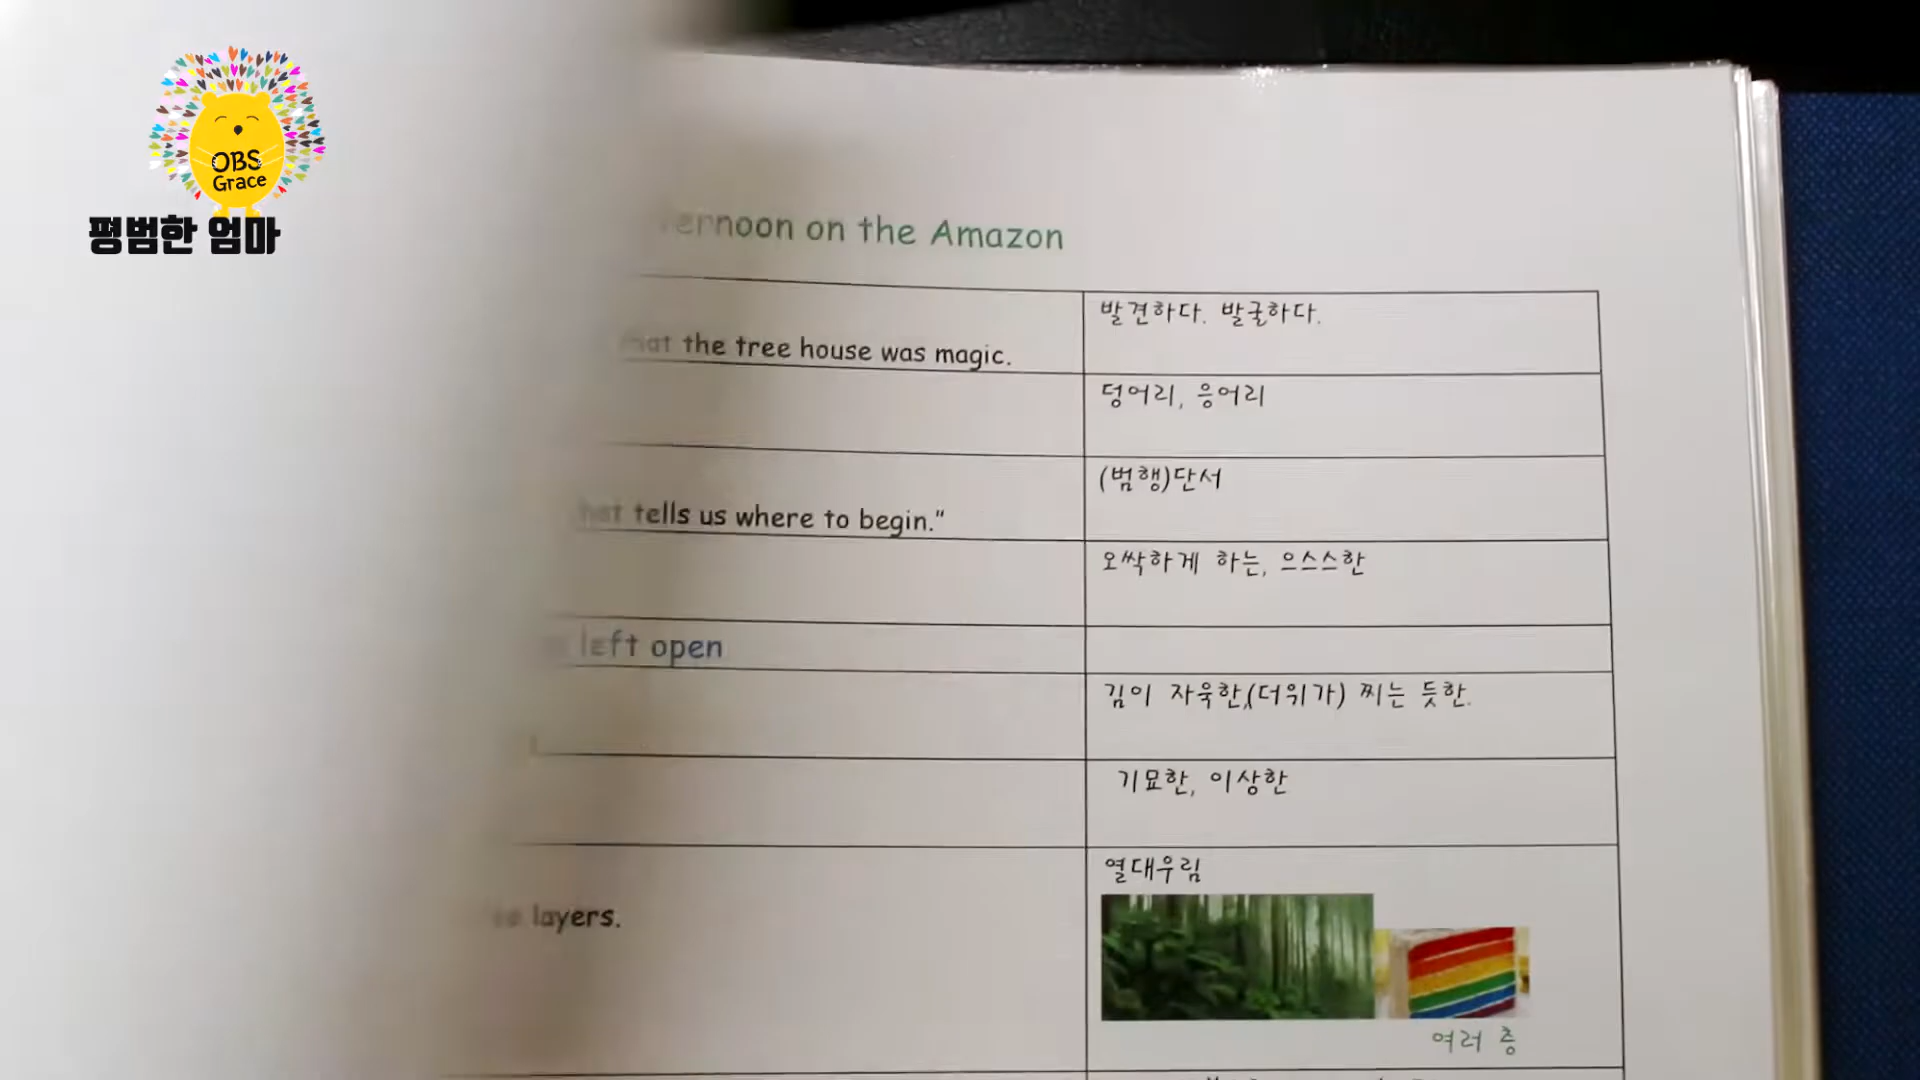 OBS
Grace
평범한 엄마
on the Amazon
발견하다. 발굴하다.
that the tree house was magic.
덩어리, 응어리
(범행)단서
that tells us where to begin.”
오싹하게 하는, 으스스한
left open
김이 자욱한,(더위가) 찌는 듯한.
기묘한, 이상한
열대우림
layers.
여러 층